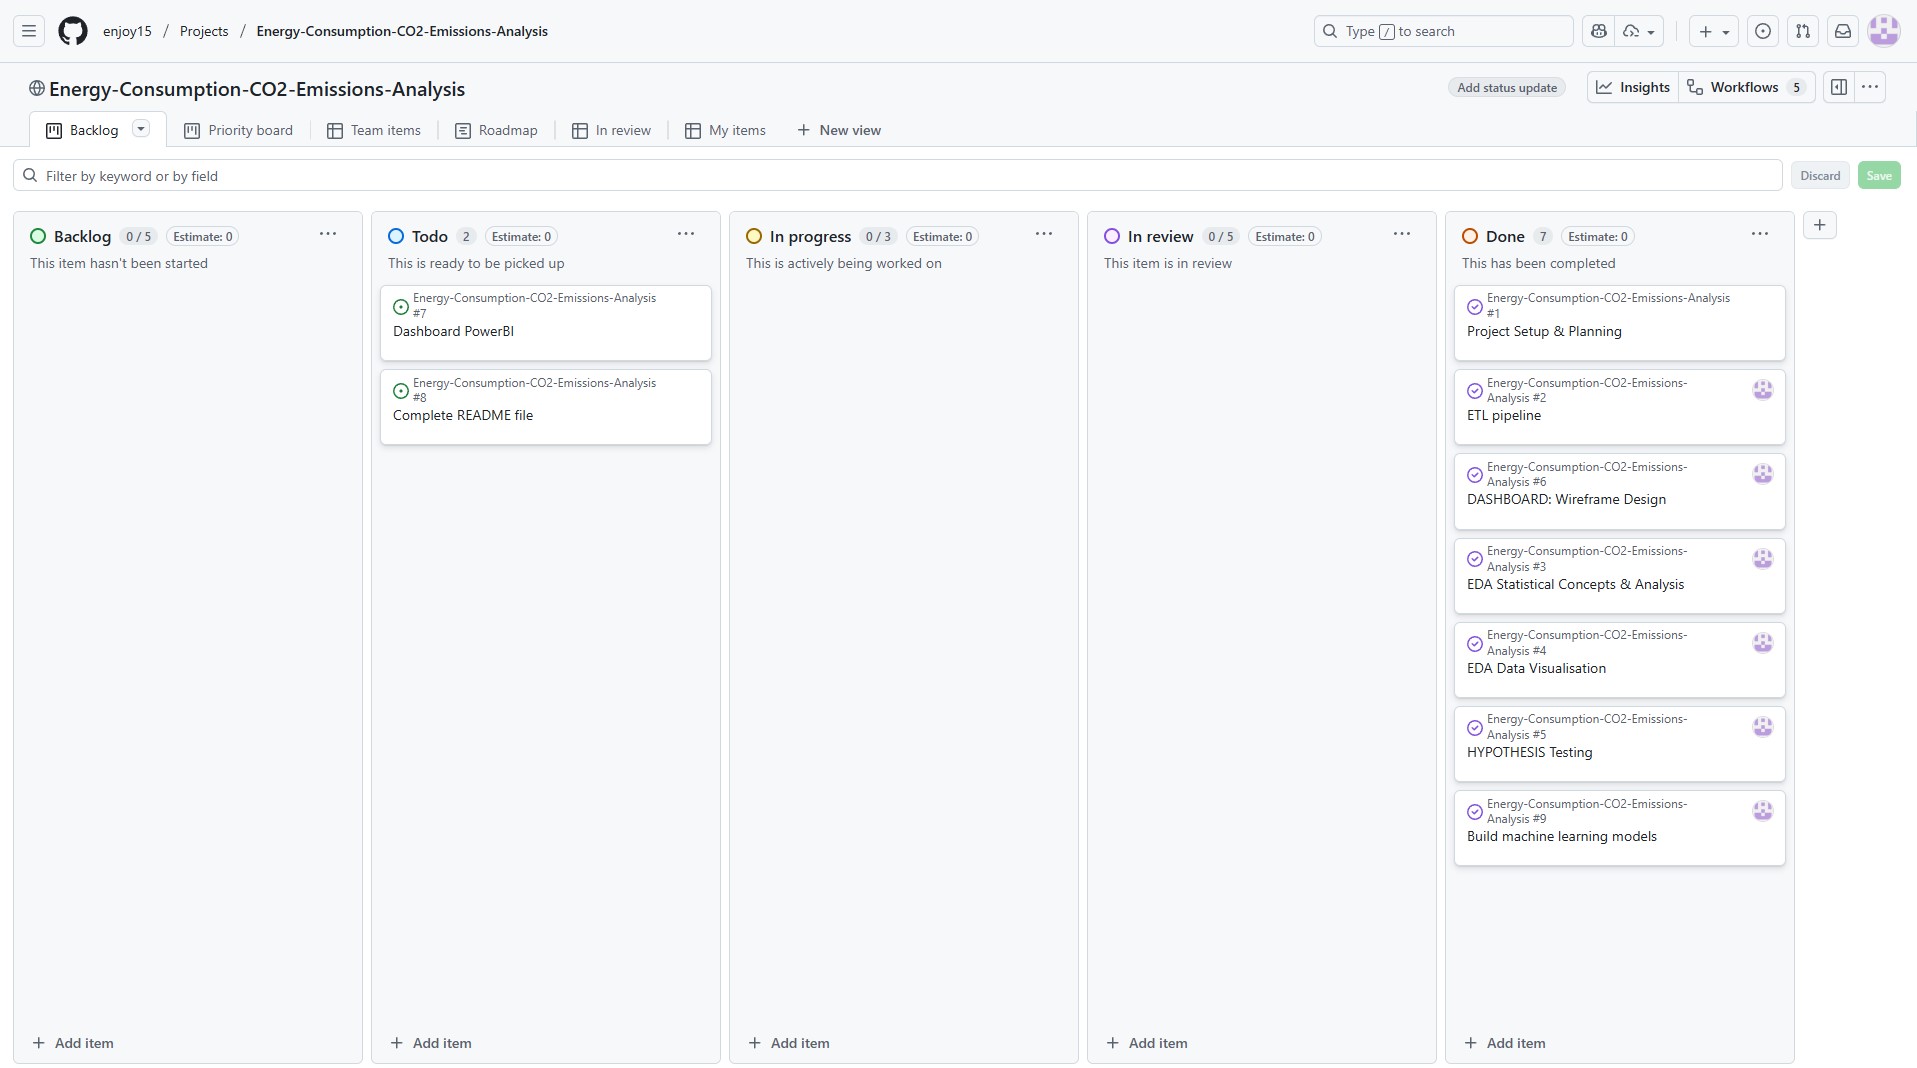 enjoy15 / Projects / Energy-Consumption-CO2-Emissions-Analysis
Type / to search
Energy-Consumption-CO2-Emissions-Analysis
Add status update
Insights
Workflows 5
Backlog
Priority board
Team items
Roadmap
In review
My items
New view
Filter by keyword or by field
Discard
Save
Backlog 0 / 5 Estimate: 0
This item hasn't been started
Add item
Todo 2 Estimate: 0
This is ready to be picked up
Energy-Consumption-CO2-Emissions-Analysis
#7
Dashboard PowerBI
Energy-Consumption-CO2-Emissions-Analysis
#8
Complete README file
Add item
In progress 0 / 3 Estimate: 0
This is actively being worked on
Add item
In review 0 / 5 Estimate: 0
This item is in review
Add item
Done 7 Estimate: 0
This has been completed
Energy-Consumption-CO2-Emissions-Analysis
#1
Project Setup & Planning
Energy-Consumption-CO2-Emissions-
Analysis #2
ETL pipeline
Energy-Consumption-CO2-Emissions-
Analysis #6
DASHBOARD: Wireframe Design
Energy-Consumption-CO2-Emissions-
Analysis #3
EDA Statistical Concepts & Analysis
Energy-Consumption-CO2-Emissions-
Analysis #4
EDA Data Visualisation
Energy-Consumption-CO2-Emissions-
Analysis #5
HYPOTHESIS Testing
Energy-Consumption-CO2-Emissions-
Analysis #9
Build machine learning models
Add item